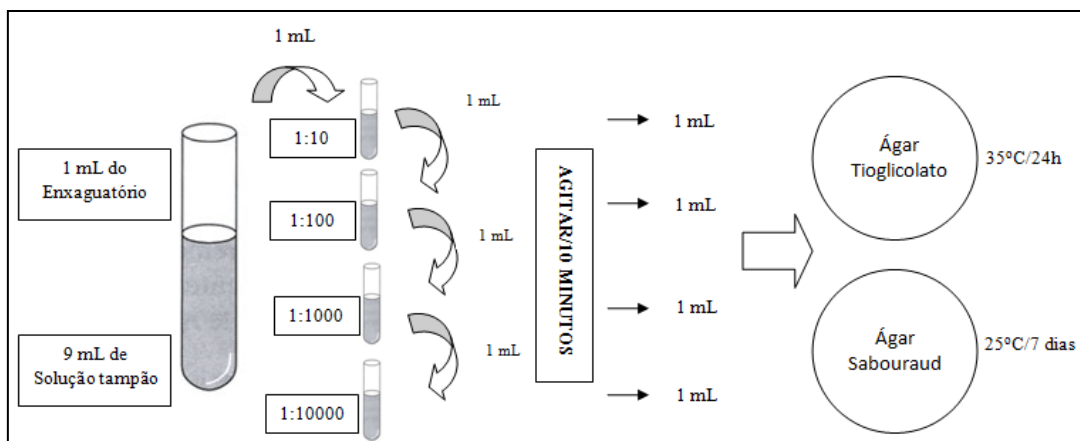 1 mL
1 mL do
Enxaguatório
9 mL de
Solução tampão
1:10
1:100
1:1000
1:10000
1 mL
1 mL
1 mL
AGITAR/10 MINUTOS
1 mL
1 mL
1 mL
1 mL
Ágar
Tioglicolato
35ºC/24h
Ágar
Sabouraud
25ºC/7 dias